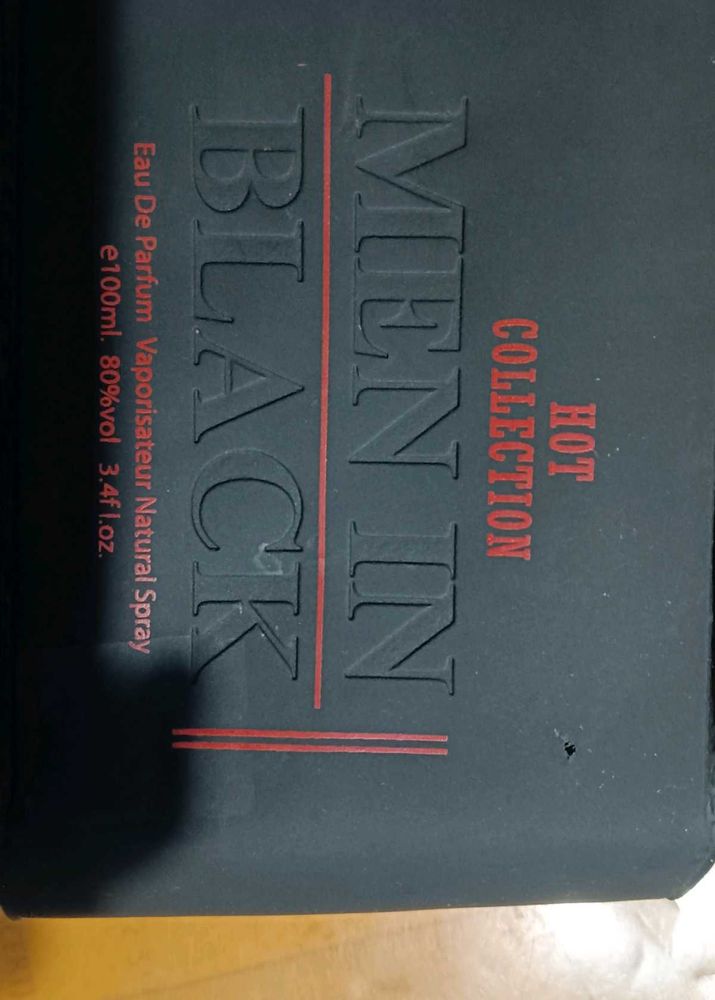 HOT
COLLECTION
MEN IN
BLACK
Eau De Parfum Vaporisateur Natural Spray
e100ml. 80%vol 3.4fl.oz.